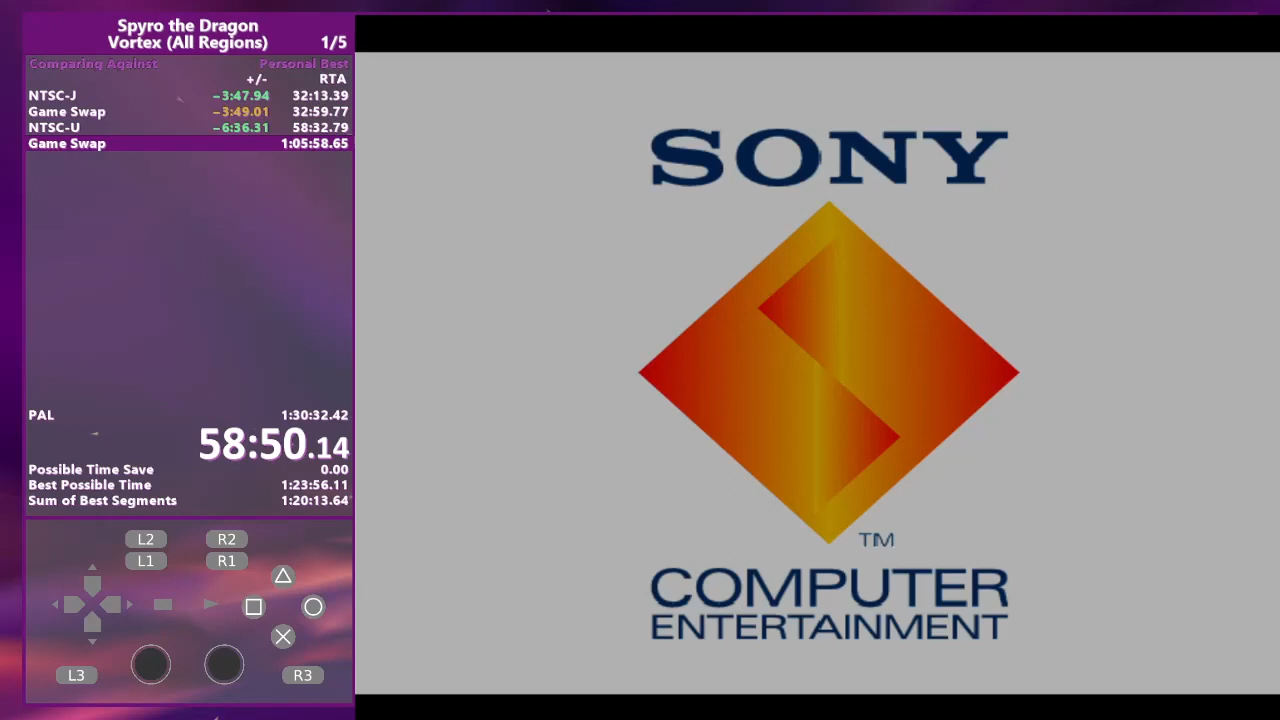 Spyro the Dragon
Vortex (All Regions) 1/5
Comparing Against Personal Best
+/- RTA
NTSC-J −3:47.94 32:13.39
Game Swap −3:49.01 32:59.77
NTSC-U −6:36.31 58:32.79
Game Swap 1:05:58.65
PAL 1:30:32.42
58:50.14
Possible Time Save 0.00
Best Possible Time 1:23:56.11
Sum of Best Segments 1:20:13.64
L2 R2
L1 R1
L3 R3
SONY
TM
COMPUTER
ENTERTAINMENT